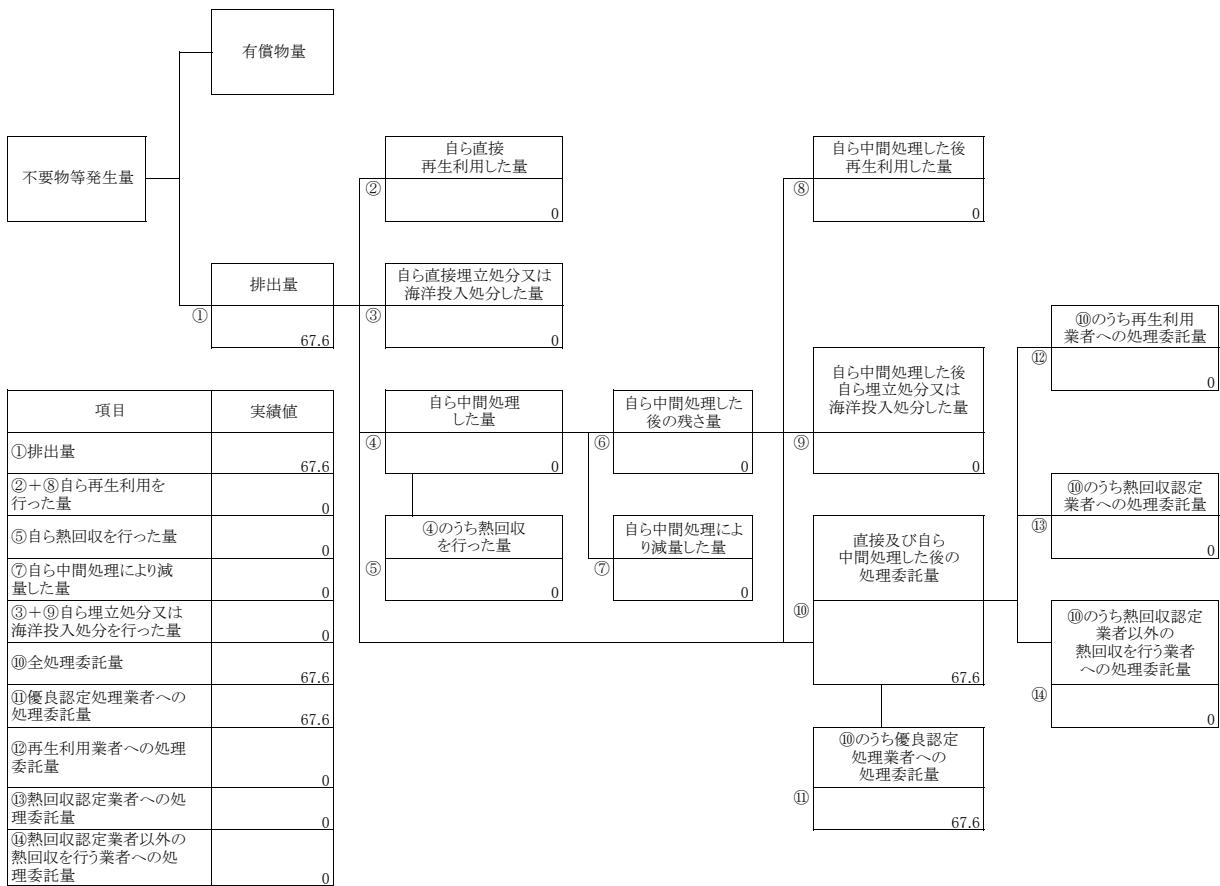 有償物量
不要物等発生量
排出量
①
67.6
自ら直接
再生利用した量
②
0
自ら直接埋立処分又は
海洋投入処分した量
③
0
自ら中間処理
した量
④
0
④のうち熱回収
を行った量
⑤
0
自ら中間処理した
後の残さ量
⑥
0
自ら中間処理によ
り減量した量
⑦
0
自ら中間処理した後
再生利用した量
⑧
0
自ら中間処理した後
自ら埋立処分又は
海洋投入処分した量
⑨
0
直接及び自ら
中間処理した後の
処理委託量
⑩
67.6
⑩のうち優良認定
処理業者への
処理委託量
⑪
67.6
⑩のうち再生利用
業者への処理委託量
⑫
0
⑩のうち熱回収認定
業者への処理委託量
⑬
0
⑩のうち熱回収認定
業者以外の
熱回収を行う業者
への処理委託量
⑭
0
項目 実績値
①排出量
67.6
②+⑧自ら再生利用を
行った量
0
⑤自ら熱回収を行った量
0
⑦自ら中間処理により減
量した量
0
③+⑨自ら埋立処分又は
海洋投入処分を行った量
0
⑩全処理委託量
67.6
⑪優良認定処理業者への
処理委託量
67.6
⑫再生利用業者への処理
委託量
0
⑬熱回収認定業者への処
理委託量
0
⑭熱回収認定業者以外の
熱回収を行う業者への処
理委託量
0